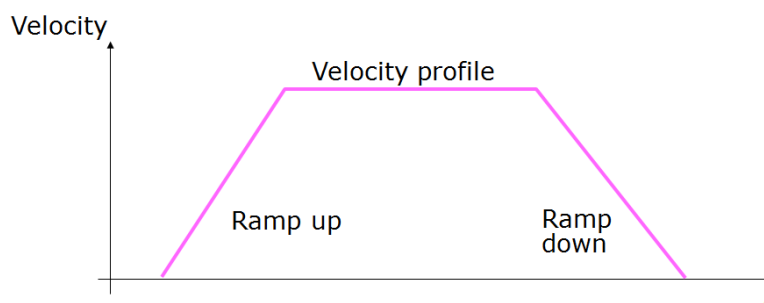 Velocity
Velocity profile
Ramp up
Ramp
down